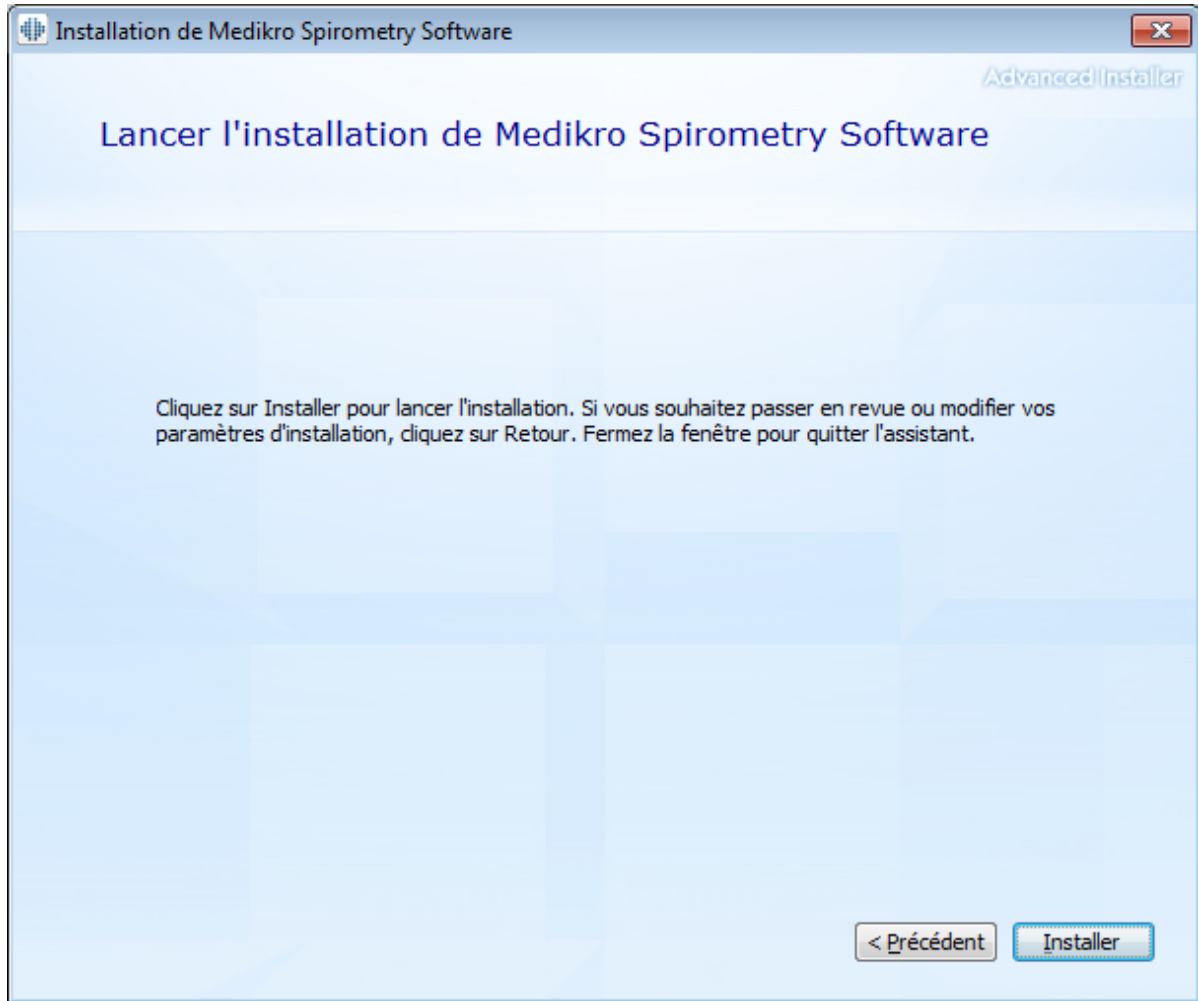 Installation de Medikro Spirometry Software
Advanced Installer
Lancer l'installation de Medikro Spirometry Software
Cliquez sur Installer pour lancer l'installation. Si vous souhaitez passer en revue ou modifier vos
paramètres d'installation, cliquez sur Retour. Fermez la fenêtre pour quitter l'assistant.
< Précédent
Installer